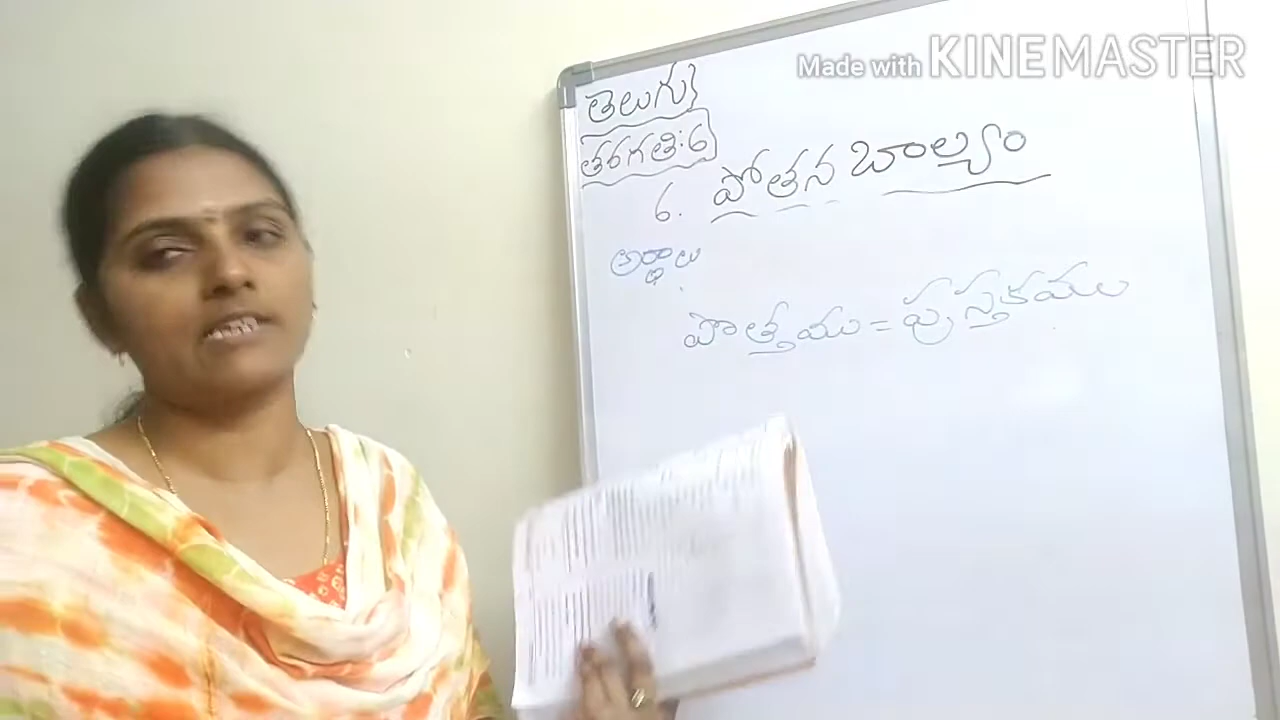 Made with KINEMASTER
తెలుగు
తరగతి: 6
6. పోతన బాల్యం
అర్థాలు
పొత్తము = పుస్తకము